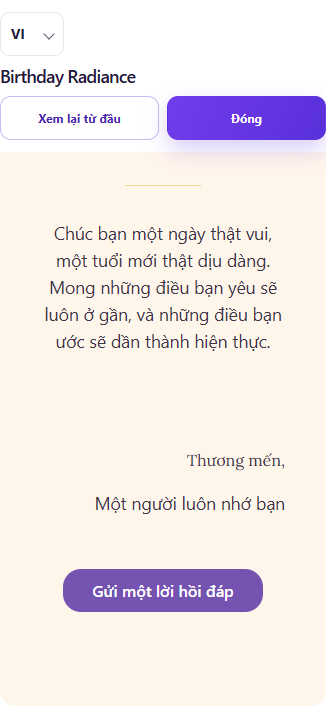 VI
Birthday Radiance
Xem lại từ đầu
Đóng
Chúc bạn một ngày thật vui,
một tuổi mới thật dịu dàng.
Mong những điều bạn yêu sẽ
luôn ở gần, và những điều bạn
ước sẽ dần thành hiện thực.
Thương mến,
Một người luôn nhớ bạn
Gửi một lời hồi đáp